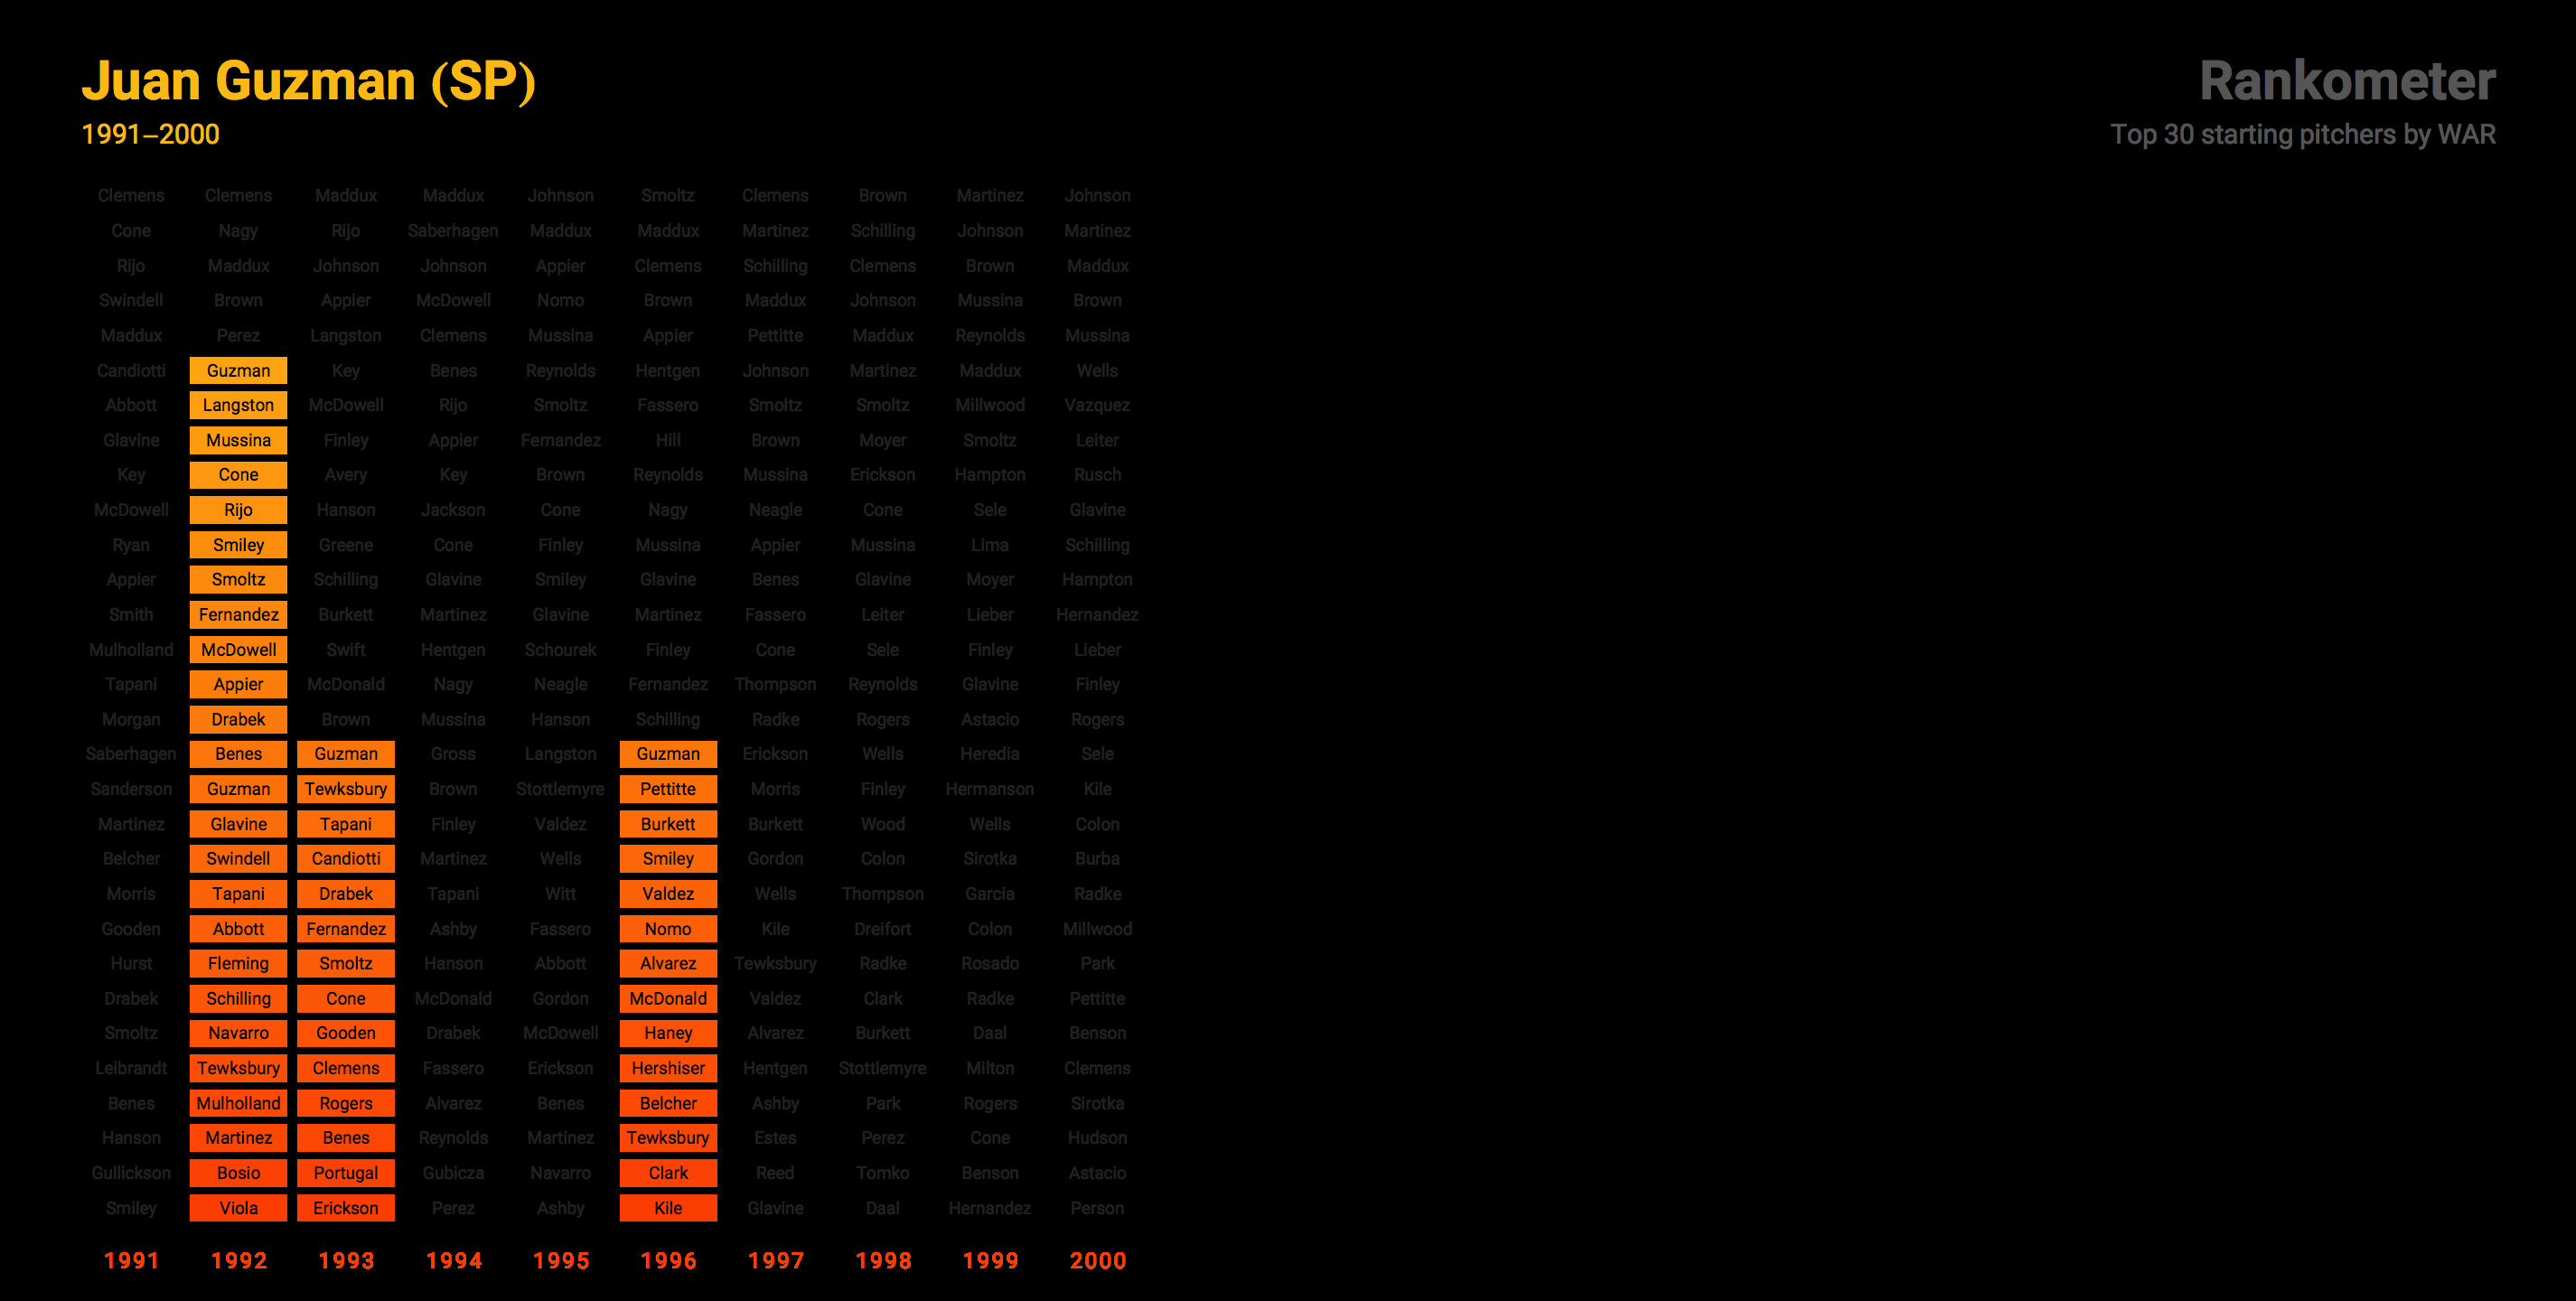 Juan Guzman (SP)
1991–2000
Rankometer
Top 30 starting pitchers by WAR
Clemens Clemens Maddux Maddux Johnson Smoltz Clemens Brown Martinez Johnson
Cone Nagy Rijo Saberhagen Maddux Maddux Martinez Schilling Johnson Martinez
Rijo Maddux Johnson Johnson Appier Clemens Schilling Clemens Brown Maddux
Swindell Brown Appier McDowell Nomo Brown Maddux Johnson Mussina Brown
Maddux Perez Langston Clemens Mussina Appier Pettitte Maddux Reynolds Mussina
Candiotti Guzman Key Benes Reynolds Hentgen Johnson Martinez Maddux Wells
Abbott Langston McDowell Rijo Smoltz Fassero Smoltz Smoltz Millwood Vazquez
Glavine Mussina Finley Appier Fernandez Hill Brown Moyer Smoltz Leiter
Key Cone Avery Key Brown Reynolds Mussina Erickson Hampton Rusch
McDowell Rijo Hanson Jackson Cone Nagy Neagle Cone Sele Glavine
Ryan Smiley Greene Cone Finley Mussina Appier Mussina Lima Schilling
Appier Smoltz Schilling Glavine Smiley Glavine Benes Glavine Moyer Hampton
Smith Fernandez Burkett Martinez Glavine Martinez Fassero Leiter Lieber Hernandez
Mulholland McDowell Swift Hentgen Schourek Finley Cone Sele Finley Lieber
Tapani Appier McDonald Nagy Neagle Fernandez Thompson Reynolds Glavine Finley
Morgan Drabek Brown Mussina Hanson Schilling Radke Rogers Astacio Rogers
Saberhagen Benes Guzman Gross Langston Guzman Erickson Wells Heredia Sele
Sanderson Guzman Tewksbury Brown Stottlemyre Pettitte Morris Finley Hermanson Kile
Martinez Glavine Tapani Finley Valdez Burkett Burkett Wood Wells Colon
Belcher Swindell Candiotti Martinez Wells Smiley Gordon Colon Sirotka Burba
Morris Tapani Drabek Tapani Witt Valdez Wells Thompson Garcia Radke
Gooden Abbott Fernandez Ashby Fassero Nomo Kile Dreifort Colon Millwood
Hurst Fleming Smoltz Hanson Abbott Alvarez Tewksbury Radke Rosado Park
Drabek Schilling Cone McDonald Gordon McDonald Valdez Clark Radke Pettitte
Smoltz Navarro Gooden Drabek McDowell Haney Alvarez Burkett Daal Benson
Leibrandt Tewksbury Clemens Fassero Erickson Hershiser Hentgen Stottlemyre Milton Clemens
Benes Mulholland Rogers Alvarez Benes Belcher Ashby Park Rogers Sirotka
Hanson Martinez Benes Reynolds Martinez Tewksbury Estes Perez Cone Hudson
Gullickson Bosio Portugal Gubicza Navarro Clark Reed Tomko Benson Astacio
Smiley Viola Erickson Perez Ashby Kile Glavine Daal Hernandez Person
1991 1992 1993 1994 1995 1996 1997 1998 1999 2000